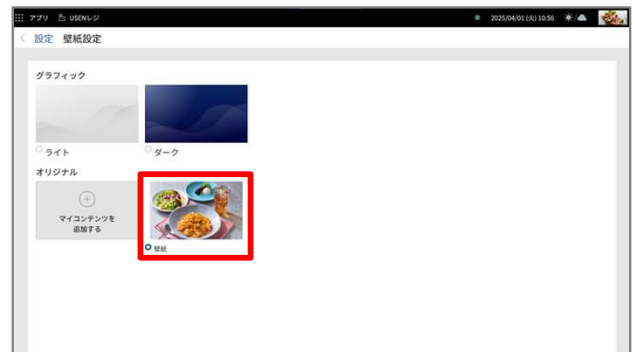 アプリ USENレジ 2025/04/01 (火) 10:56
設定 壁紙設定
グラフィック
ライト ダーク
オリジナル
マイコンテンツを
追加する
壁紙